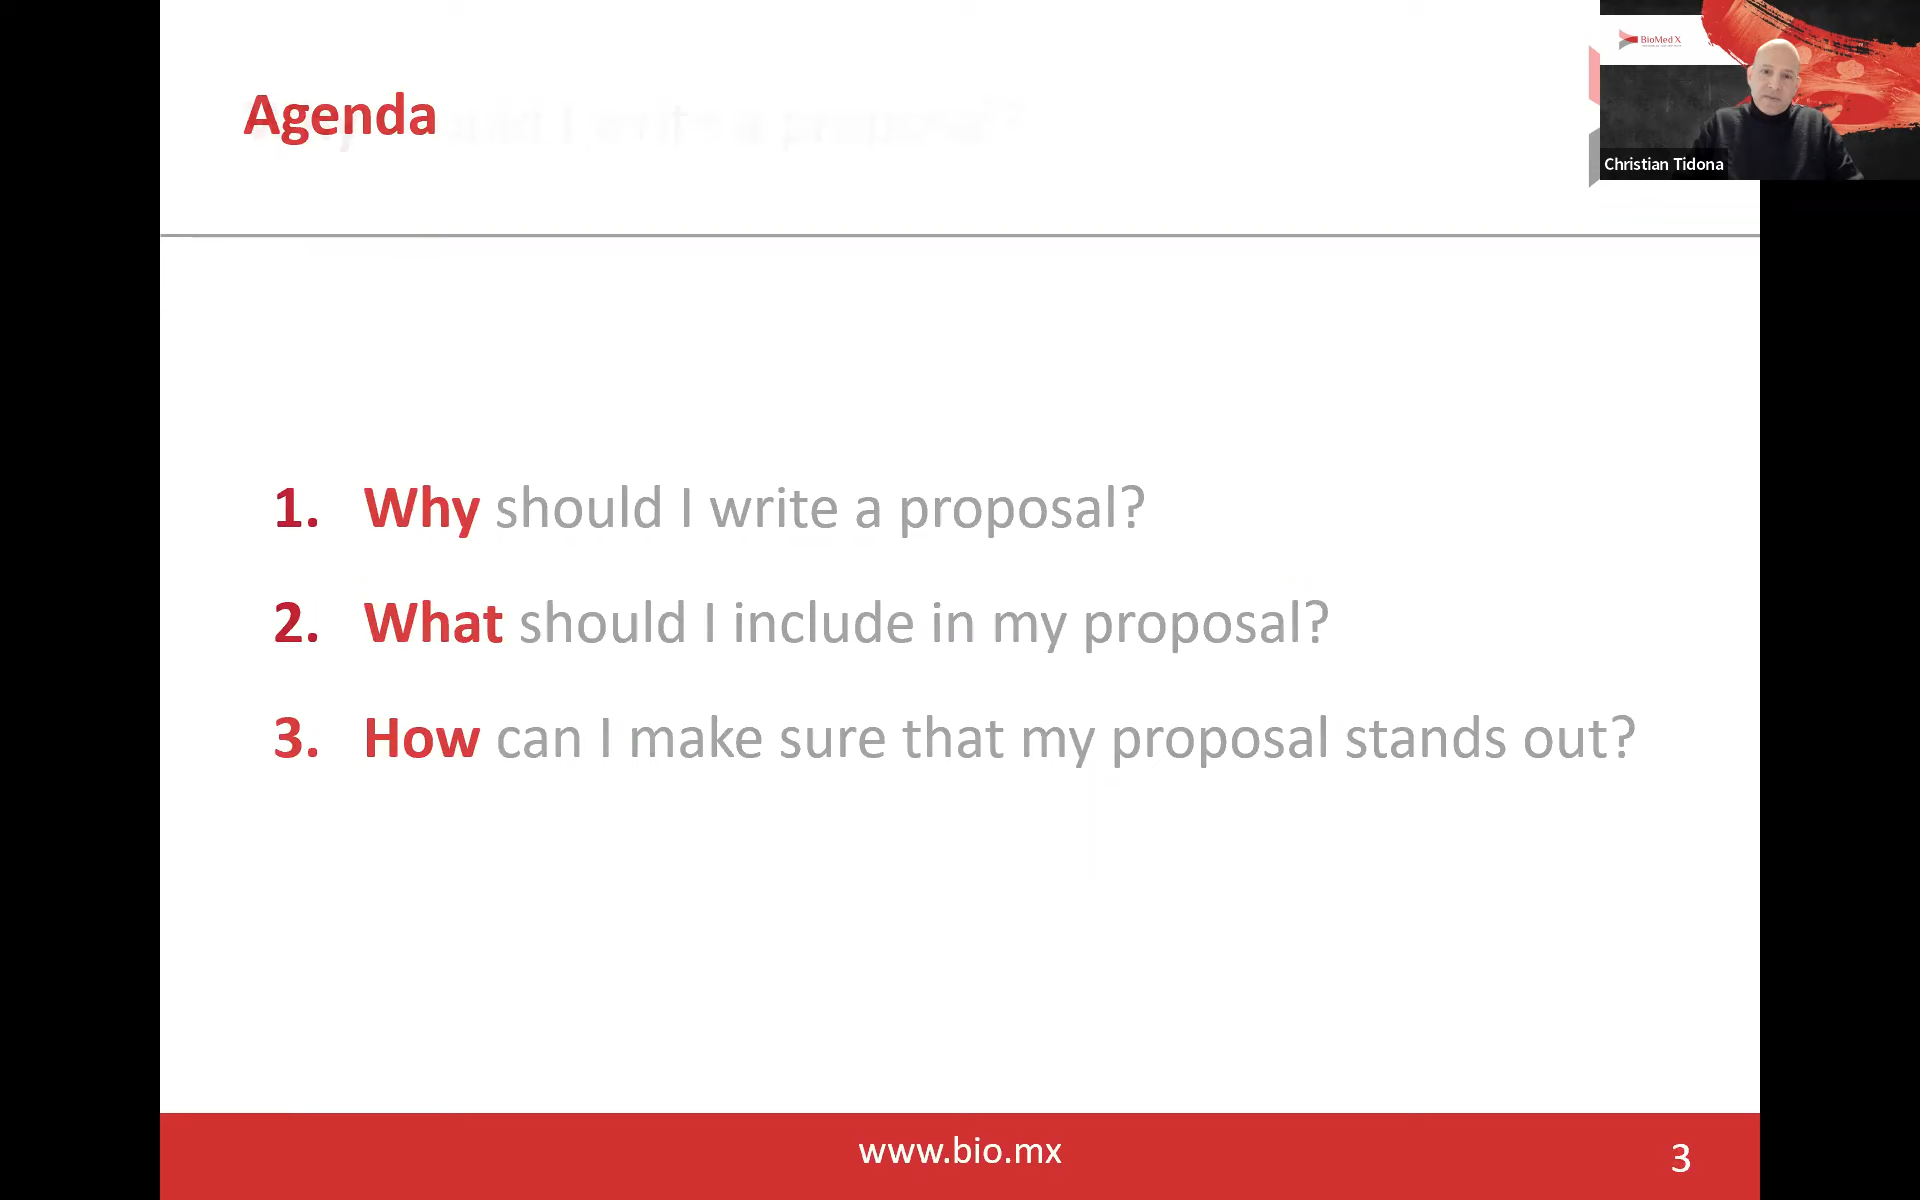 Agenda
BioMed X
Christian Tidona
1. Why should I write a proposal?
2. What should I include in my proposal?
3. How can I make sure that my proposal stands out?
www.bio.mx
3